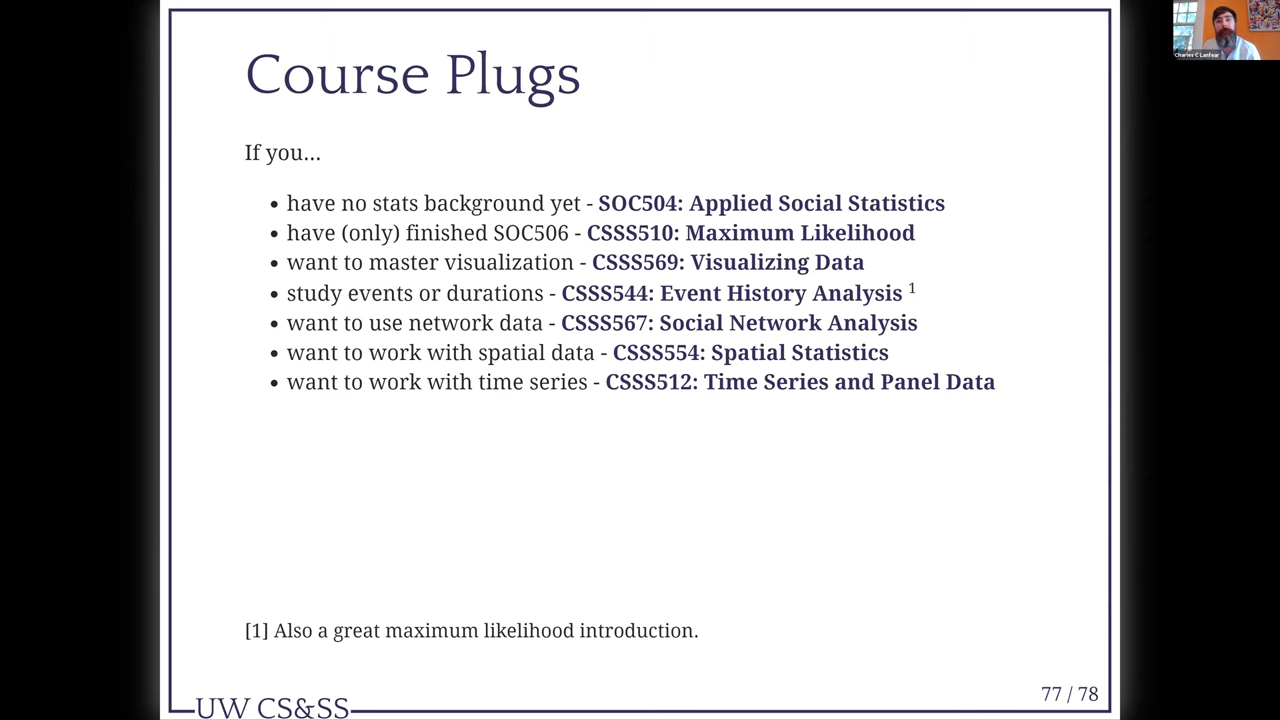 Course Plugs
If you...
• have no stats background yet - SOC504: Applied Social Statistics
• have (only) finished SOC506 - CSSS510: Maximum Likelihood
• want to master visualization - CSSS569: Visualizing Data
• study events or durations - CSSS544: Event History Analysis 1
• want to use network data - CSSS567: Social Network Analysis
• want to work with spatial data - CSSS554: Spatial Statistics
• want to work with time series - CSSS512: Time Series and Panel Data
[1] Also a great maximum likelihood introduction.
77 / 78
UW CS&SS
Charles C Lanfear